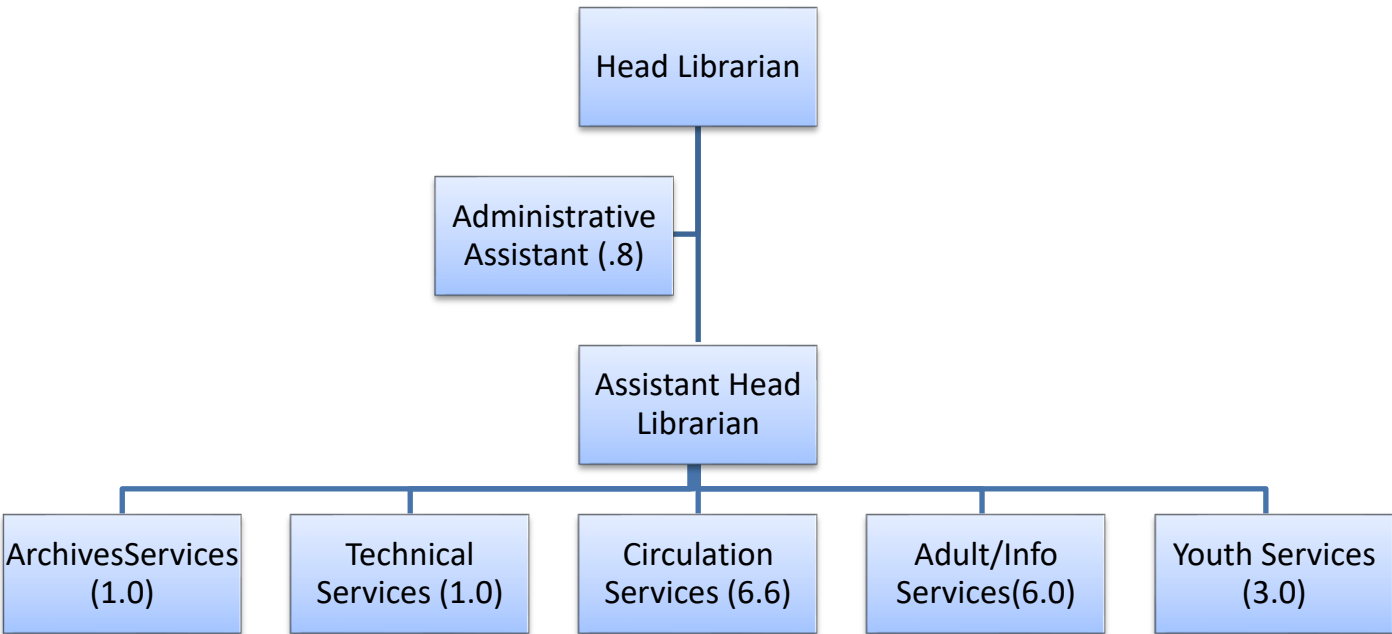 Head Librarian
Administrative
Assistant (.8)
Assistant Head
Librarian
ArchivesServices
(1.0)
Technical
Services (1.0)
Circulation
Services (6.6)
Adult/Info
Services(6.0)
Youth Services
(3.0)